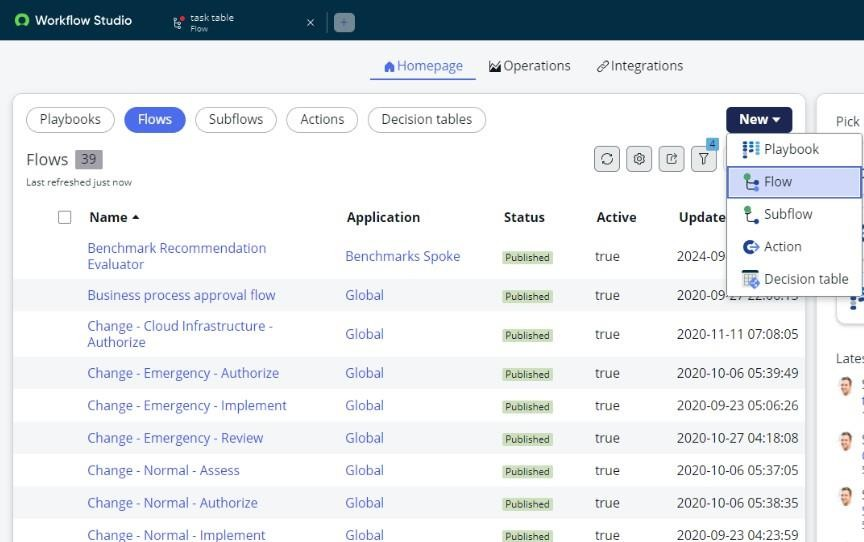 Workflow Studio
task table
Flow
Homepage
Operations
Integrations
Playbooks
Flows
Subflows
Actions
Decision tables
New
Pick
Flows 39
Last refreshed just now
4
Playbook
Flow
Subflow
Action
Decision table
Name Application Status Active Update
Benchmark Recommendation
Evaluator
Benchmarks Spoke Published true 2024-09
Business process approval flow Global Published true
Change - Cloud Infrastructure -
Authorize
Global Published true 2020-11-11 07:08:05
Change - Emergency - Authorize Global Published true 2020-10-06 05:39:49
Change - Emergency - Implement Global Published true 2020-09-23 05:06:26
Change - Emergency - Review Global Published true 2020-10-27 04:18:08
Change - Normal - Assess Global Published true 2020-10-06 05:37:05
Change - Normal - Authorize Global Published true 2020-10-06 05:38:35
Change - Normal - Implement Global Published true 2020-09-23 04:23:59
Lates